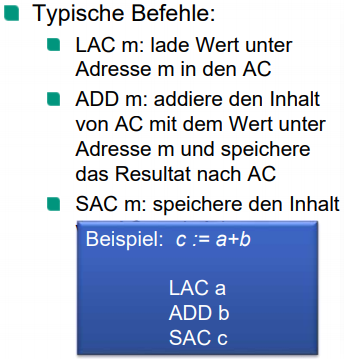 Typische Befehle:
LAC m: lade Wert unter
Adresse m in den AC
ADD m: addiere den Inhalt
von AC mit dem Wert unter
Adresse m und speichere
das Resultat nach AC
SAC m: speichere den Inhalt
Beispiel: c := a+b
LAC a
ADD b
SAC c